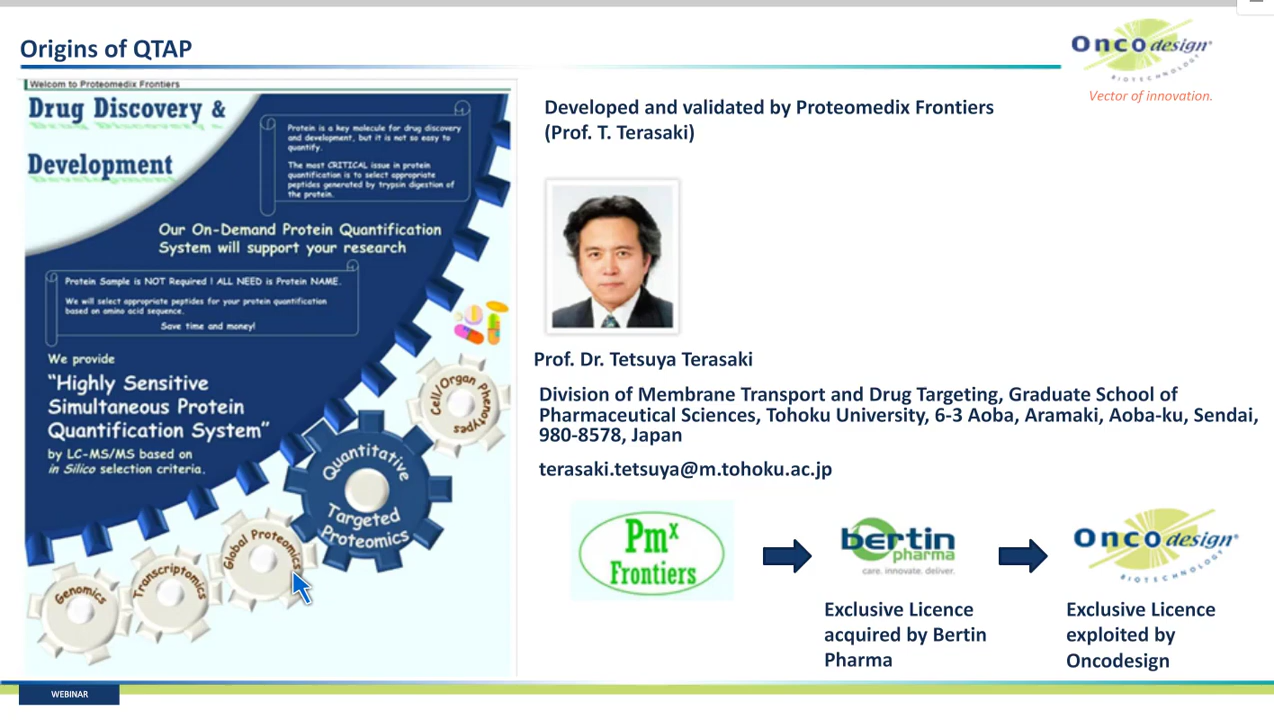 Origins of QTAP
Oncodesign®
BIOTECHNOLOGY
Vector of innovation.
Welcom to Proteomedix Frontiers
Drug Discovery &
Development
Protein is a key molecule for drug discovery
and development, but it is not so easy to
quantify.
The most CRITICAL issue in protein
quantification is to select appropriate
peptides generated by trypsin digestion of
the protein.
Our On-Demand Protein Quantification
System will support your research
Protein Sample is NOT Required ! ALL NEED is Protein NAME.
We will select appropriate peptides for your protein quantification
based on amino acid sequence.
Save time and money!
We provide
“Highly Sensitive
Simultaneous Protein
Quantification System”
by LC-MS/MS based on
in Silico selection criteria.
Cell/Organ Phenotypes
Quantitative
Targeted
Proteomics
Global Proteomics
Transcriptomics
Genomics
Developed and validated by Proteomedix Frontiers
(Prof. T. Terasaki)
Prof. Dr. Tetsuya Terasaki
Division of Membrane Transport and Drug Targeting, Graduate School of
Pharmaceutical Sciences, Tohoku University, 6-3 Aoba, Aramaki, Aoba-ku, Sendai,
980-8578, Japan
terasaki.tetsuya@m.tohoku.ac.jp
Pmx
Frontiers
bertin
pharma
care. innovate. deliver.
Oncodesign®
BIOTECHNOLOGY
Exclusive Licence
acquired by Bertin
Pharma
Exclusive Licence
exploited by
Oncodesign
WEBINAR